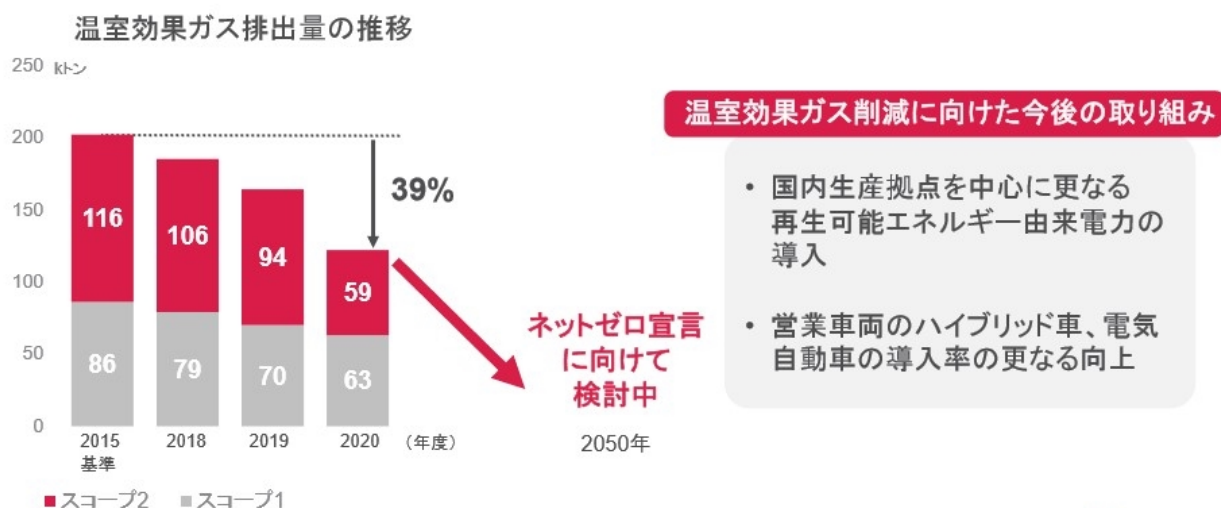 温室効果ガス排出量の推移
250 kトン
200
150
100
50
0
116
106
94
59
86
79
70
63
39%
2015
基準
2018
2019
2020
（年度）
■スコープ2 ■スコープ1
ネットゼロ宣言
に向けて
検討中
2050年
温室効果ガス削減に向けた今後の取り組み
• 国内生産拠点を中心に更なる
再生可能エネルギー由来電力の
導入
• 営業車両のハイブリッド車、電気
自動車の導入率の更なる向上